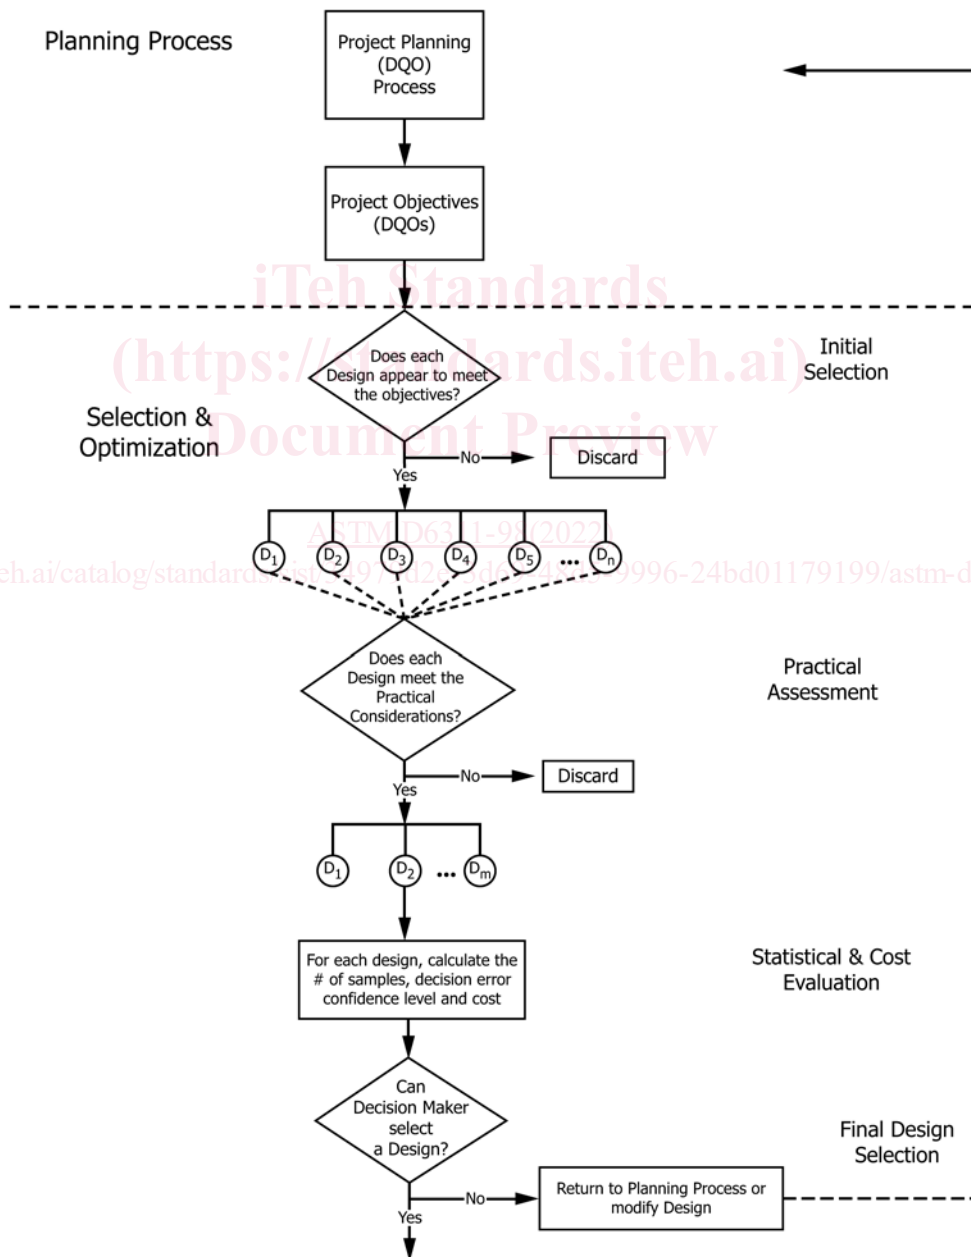 Planning Process
Project Planning
(DQO)
Process
Project Objectives
(DQOs)
iTeh Standards
(https://standards.iteh.ai)
Document Preview
Does each
Design appear to meet
the objectives?
Initial
Selection
Selection &
Optimization
No
Discard
Yes
ASTM D6311-98(2022)
D1 D2 D3 D4 D5 ... Dn
Does each
Design meet the
Practical
Considerations?
Practical
Assessment
No
Discard
Yes
D1 D2 ... Dm
For each design, calculate the
# of samples, decision error
confidence level and cost
Statistical & Cost
Evaluation
Can
Decision Maker
select
a Design?
Final Design
Selection
No
Return to Planning Process or
modify Design
Yes